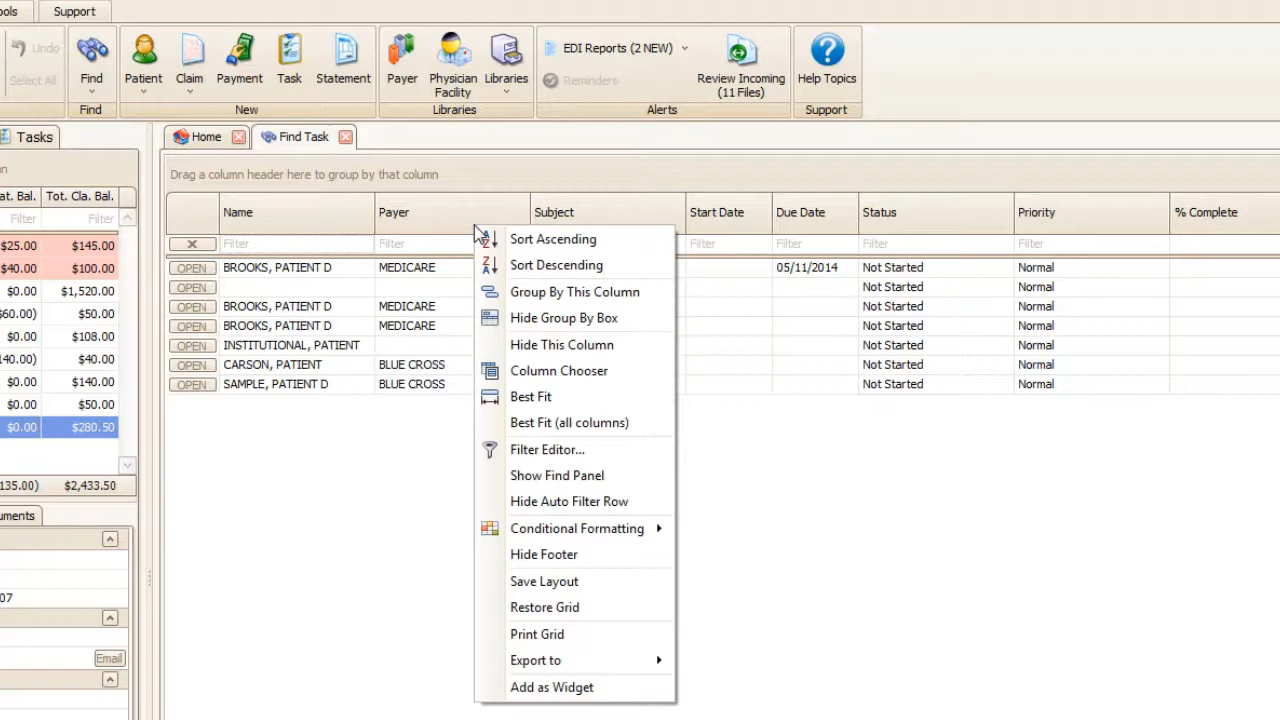 ools Support
Undo
Select All
Find
Patient
Claim
Payment
Task
Statement
Payer
Physician
Facility
Libraries
EDI Reports (2 NEW)
Reminders
Review Incoming
(11 Files)
Help Topics
Find New Libraries Alerts Support
Tasks
Home
Find Task
Drag a column header here to group by that column
at. Bal. Tot. Cla. Bal.
Filter Filter
$25.00 $145.00
$40.00 $100.00
$0.00 $1,520.00
60.00) $50.00
$0.00 $108.00
140.00) $40.00
$0.00 $140.00
$0.00 $50.00
$0.00 $280.50
135.00) $2,433.50
uments
07
Email
Name Payer Subject Start Date Due Date Status Priority % Complete
Filter Filter Filter Filter Filter Filter
OPEN BROOKS, PATIENT D MEDICARE 05/11/2014 Not Started Normal
OPEN Not Started Normal
OPEN BROOKS, PATIENT D MEDICARE Not Started Normal
OPEN BROOKS, PATIENT D MEDICARE Not Started Normal
OPEN INSTITUTIONAL, PATIENT Not Started Normal
OPEN CARSON, PATIENT BLUE CROSS Not Started Normal
OPEN SAMPLE, PATIENT D BLUE CROSS Not Started Normal
Sort Ascending
Sort Descending
Group By This Column
Hide Group By Box
Hide This Column
Column Chooser
Best Fit
Best Fit (all columns)
Filter Editor...
Show Find Panel
Hide Auto Filter Row
Conditional Formatting
Hide Footer
Save Layout
Restore Grid
Print Grid
Export to
Add as Widget